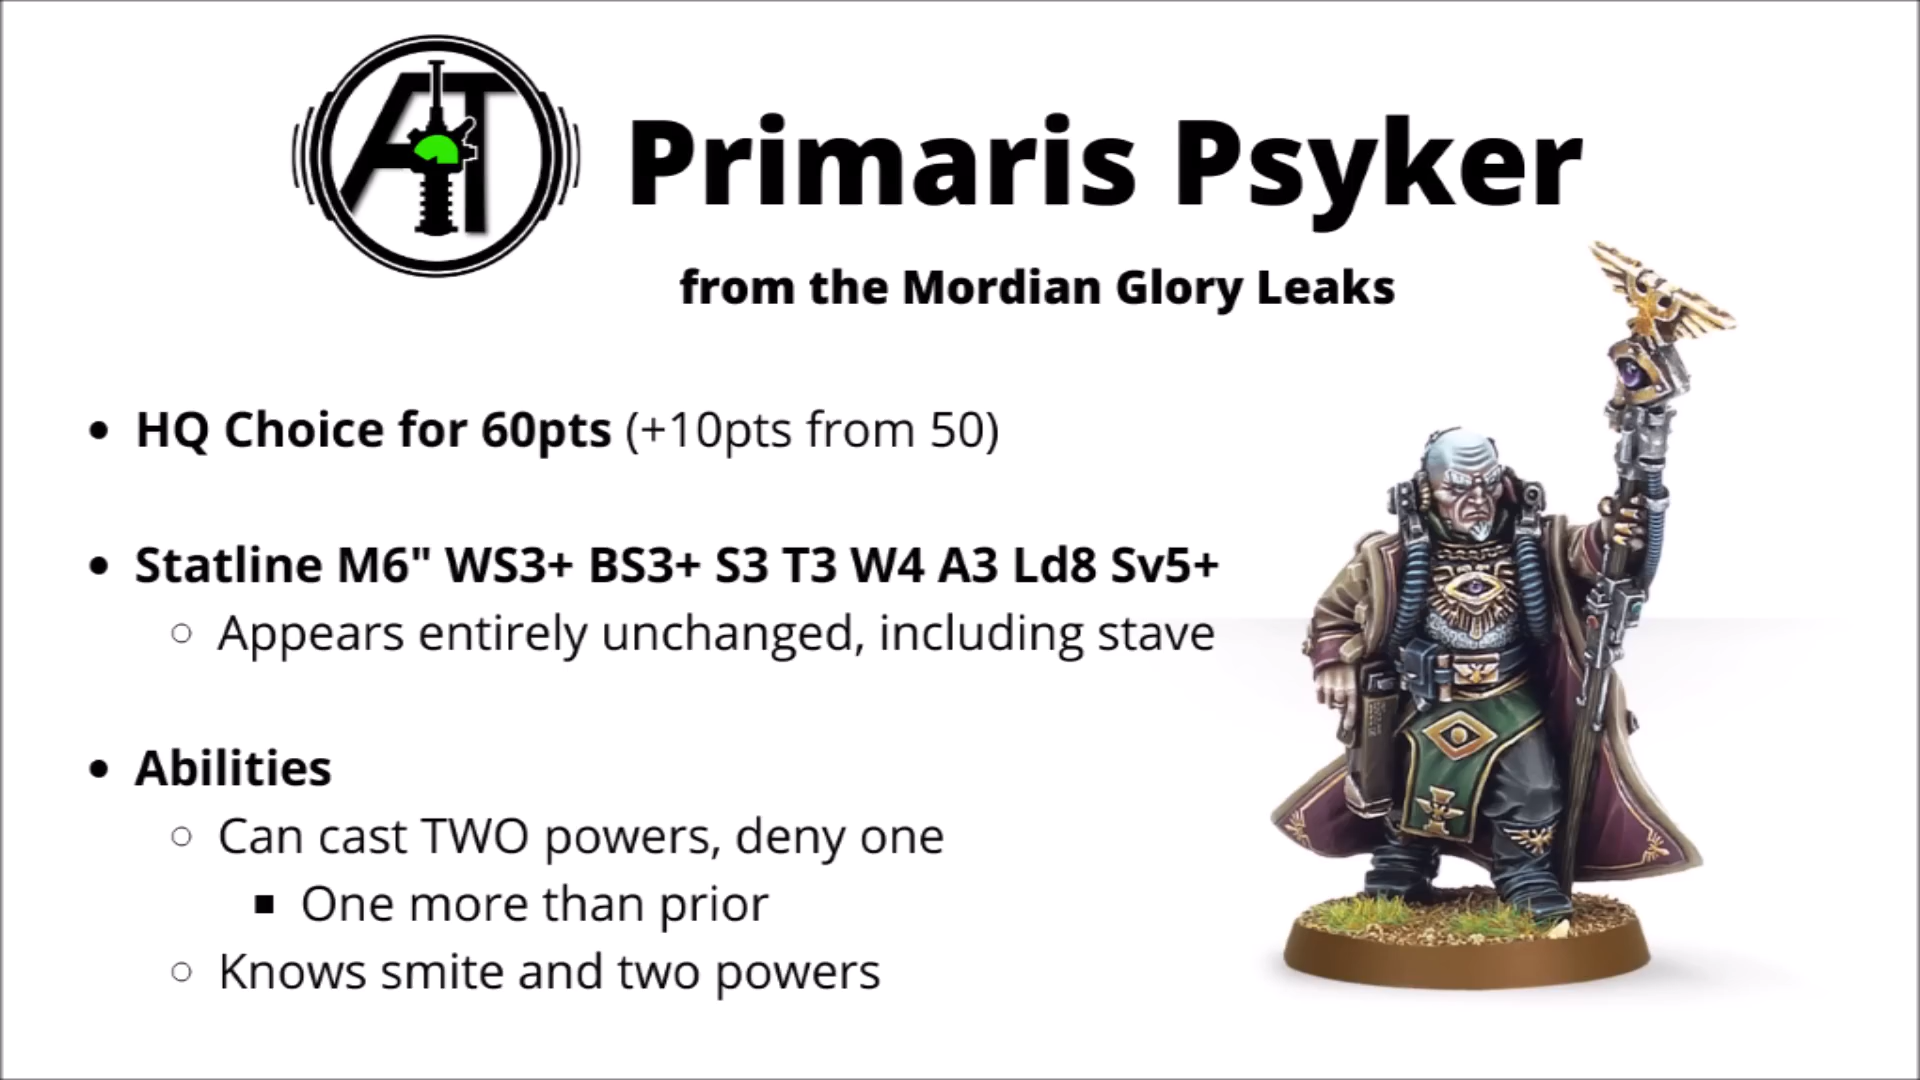 AT
Primaris Psyker
from the Mordian Glory Leaks
• HQ Choice for 60pts (+10pts from 50)
• Statline M6" WS3+ BS3+ S3 T3 W4 A3 Ld8 Sv5+
○ Appears entirely unchanged, including stave
• Abilities
○ Can cast TWO powers, deny one
■ One more than prior
○ Knows smite and two powers